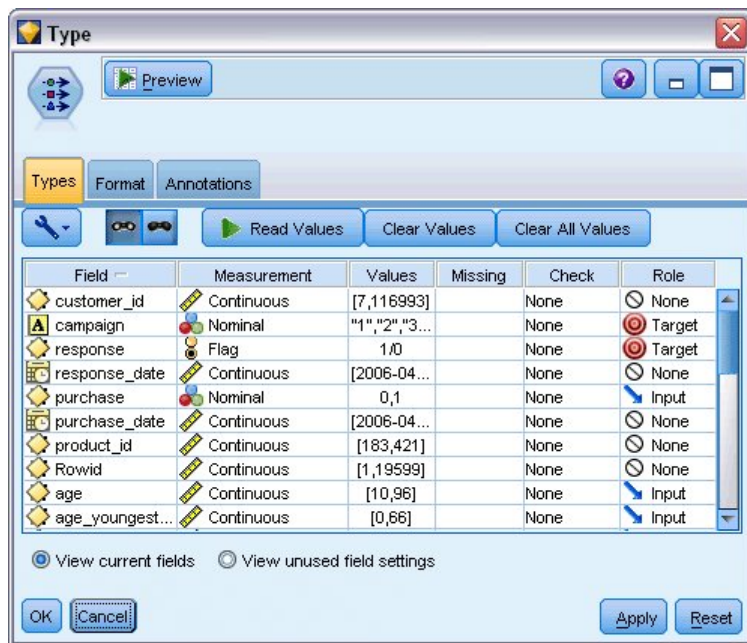 Type
Preview
Types Format Annotations
Read Values Clear Values Clear All Values
Field Measurement Values Missing Check Role
customer_id Continuous [7,116993] None None
A campaign Nominal "1","2","3... None Target
response Flag 1/0 None Target
response_date Continuous [2006-04... None None
purchase Nominal 0,1 None Input
purchase_date Continuous [2006-04... None None
product_id Continuous [183,421] None None
Rowid Continuous [1,19599] None None
age Continuous [10,96] None Input
age_youngest... Continuous [0,66] None Input
View current fields View unused field settings
OK Cancel Apply Reset